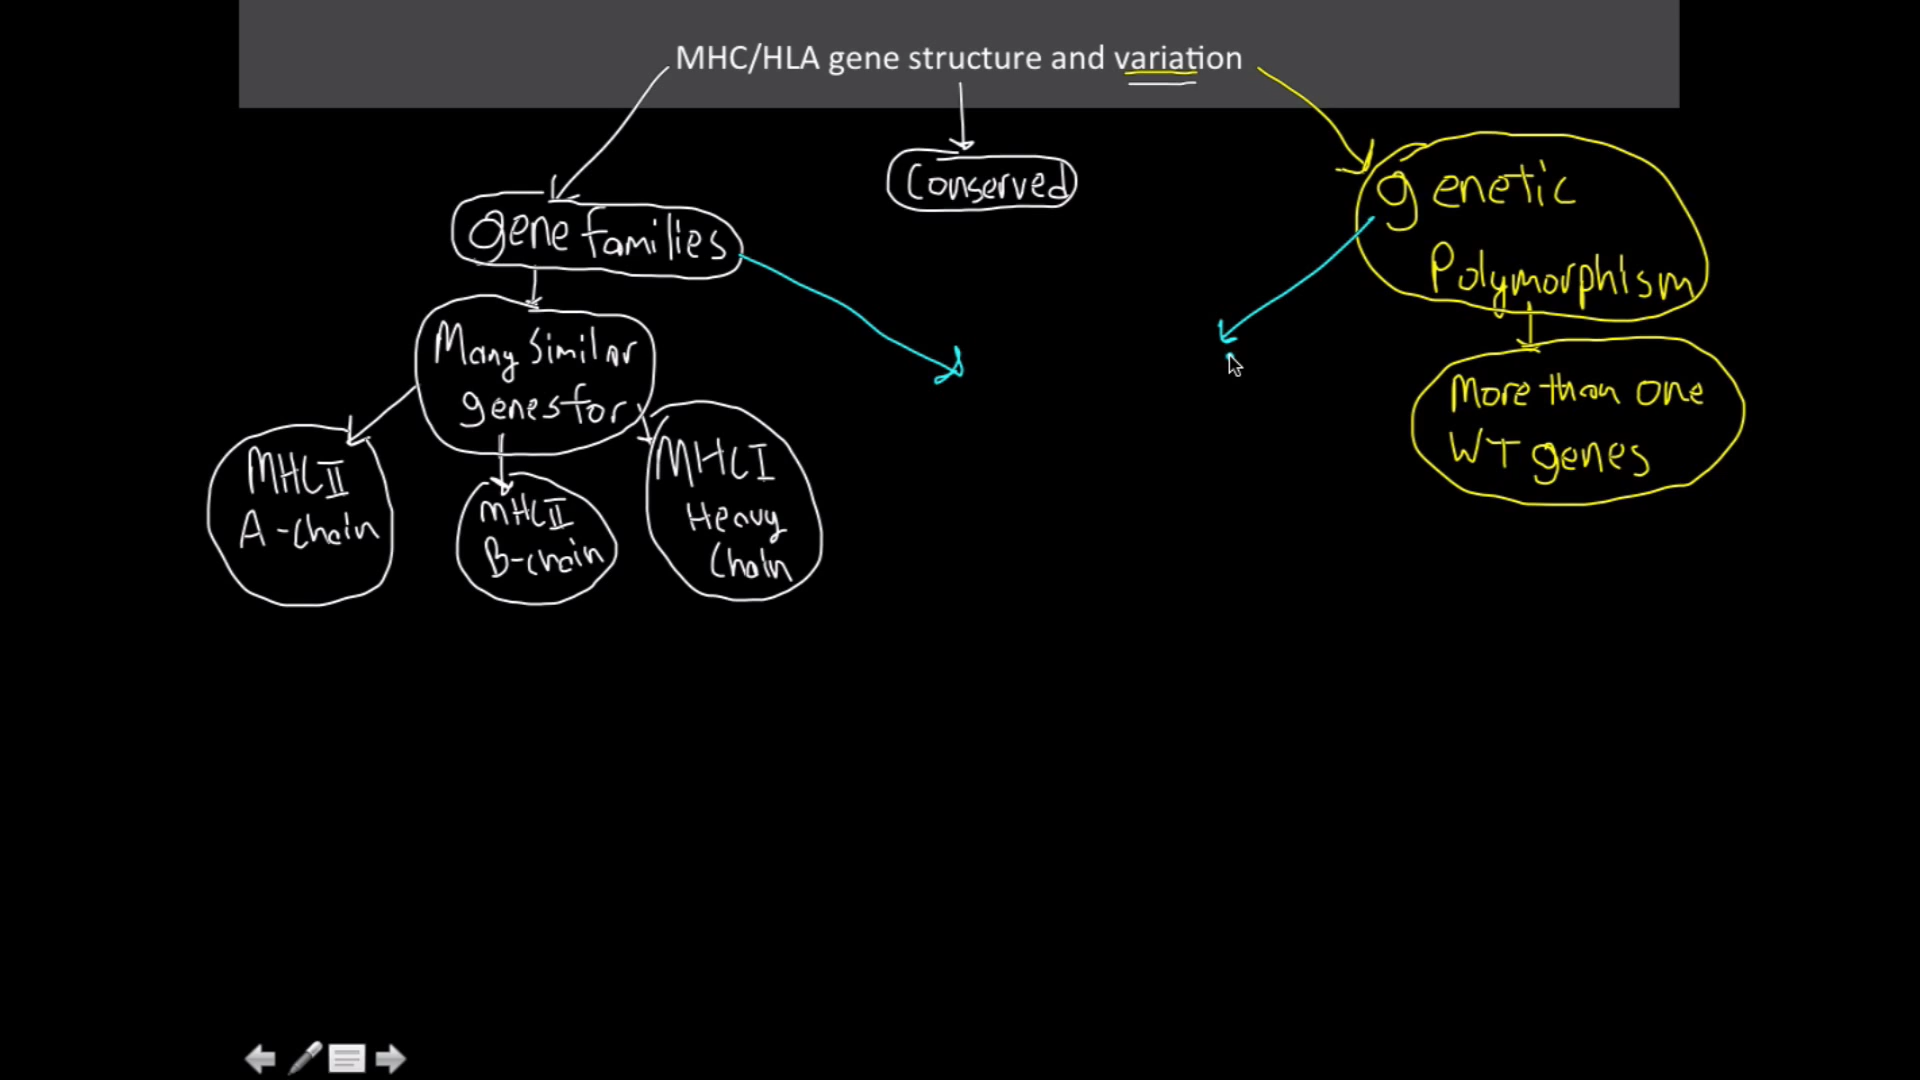 MHC/HLA gene structure and variation
Conserved
gene families
genetic
Polymorphism
Many Similar
genes for
More than one
WT genes
MHC II
A-chain
MHC II
B-chain
MHC I
Heavy
Chain